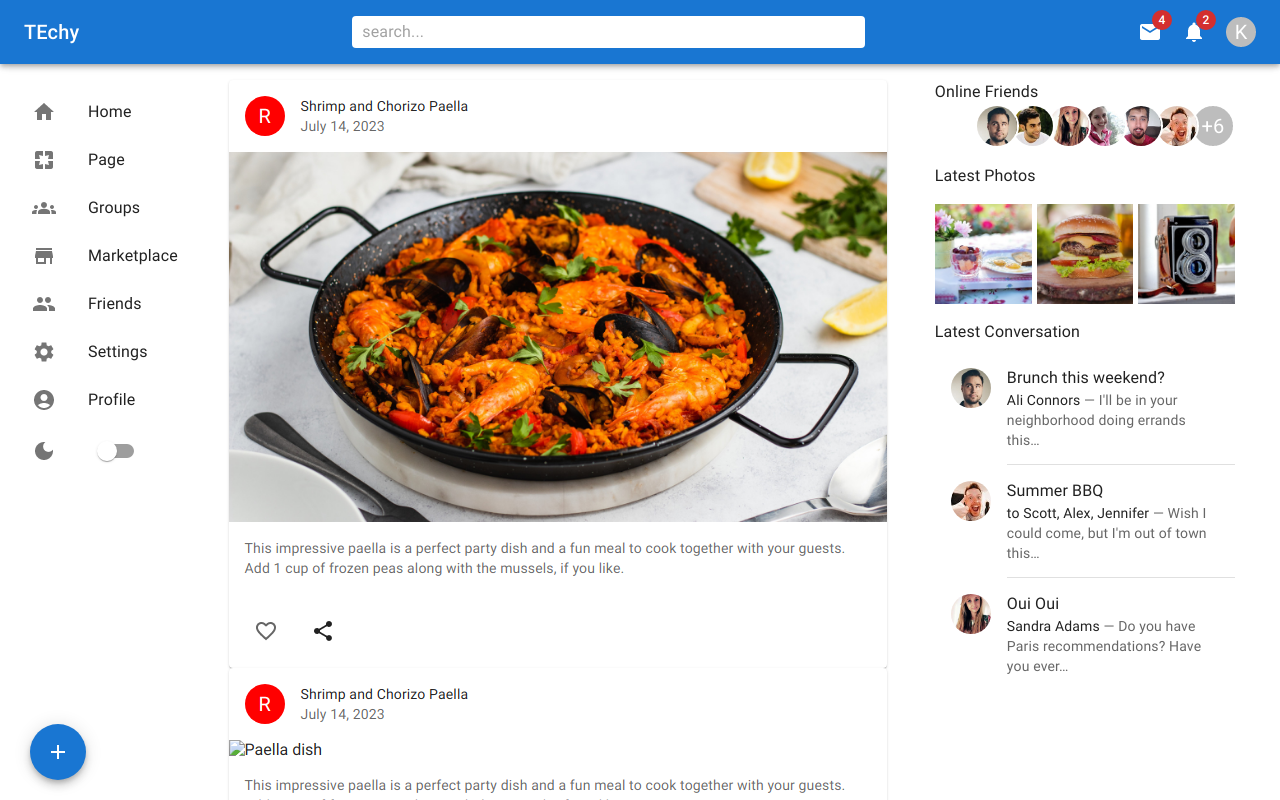 TEchy
search...
4
2
K
Home
Page
Groups
Marketplace
Friends
Settings
Profile
R
Shrimp and Chorizo Paella
July 14, 2023
This impressive paella is a perfect party dish and a fun meal to cook together with your guests.
Add 1 cup of frozen peas along with the mussels, if you like.
R
Shrimp and Chorizo Paella
July 14, 2023
Paella dish
This impressive paella is a perfect party dish and a fun meal to cook together with your guests.
Online Friends
+6
Latest Photos
Latest Conversation
Brunch this weekend?
Ali Connors — I'll be in your
neighborhood doing errands
this…
Summer BBQ
to Scott, Alex, Jennifer — Wish I
could come, but I'm out of town
this…
Oui Oui
Sandra Adams — Do you have
Paris recommendations? Have
you ever…